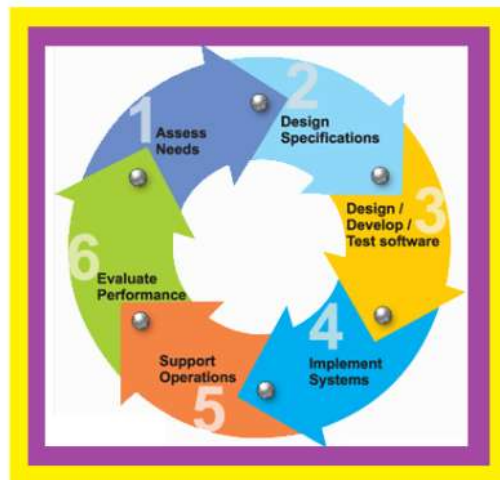 1
Assess
Needs
2
Design
Specifications
3
Design /
Develop /
Test software
4
Implement
Systems
5
Support
Operations
6
Evaluate
Performance